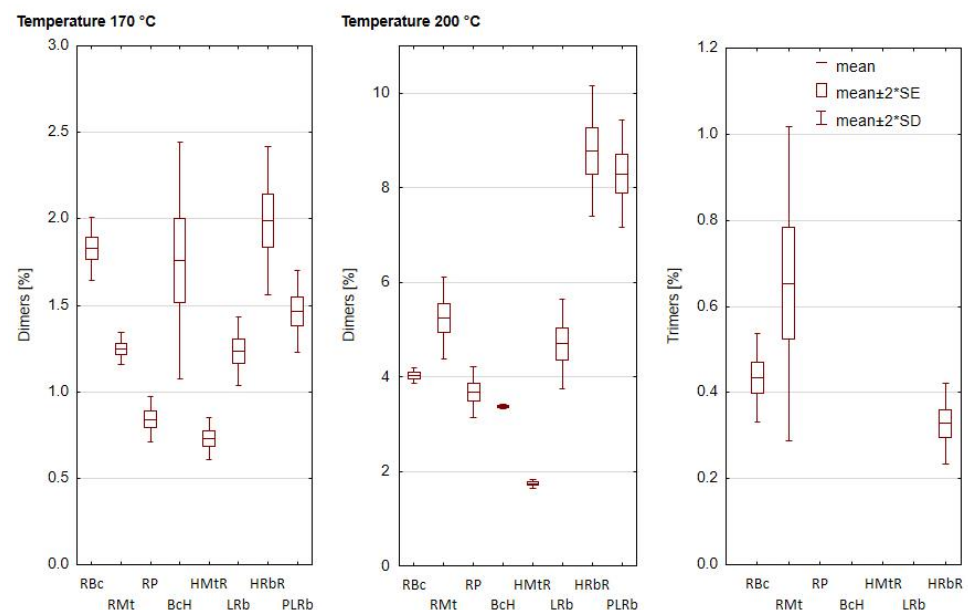 Temperature 170 °C
3.0
2.5
2.0
1.5
1.0
0.5
0.0
Dimers [%]
RBc
RMt
RP
BcH
HMtR
LRb
HRbR
PLRb
Temperature 200 °C
10
8
6
4
2
0
Dimers [%]
RBc
RMt
RP
BcH
HMtR
LRb
HRbR
PLRb
1.2
1.0
0.8
0.6
0.4
0.2
0.0
Trimers [%]
mean
mean±2*SE
mean±2*SD
RBc
RMt
RP
BcH
HMtR
LRb
HRbR